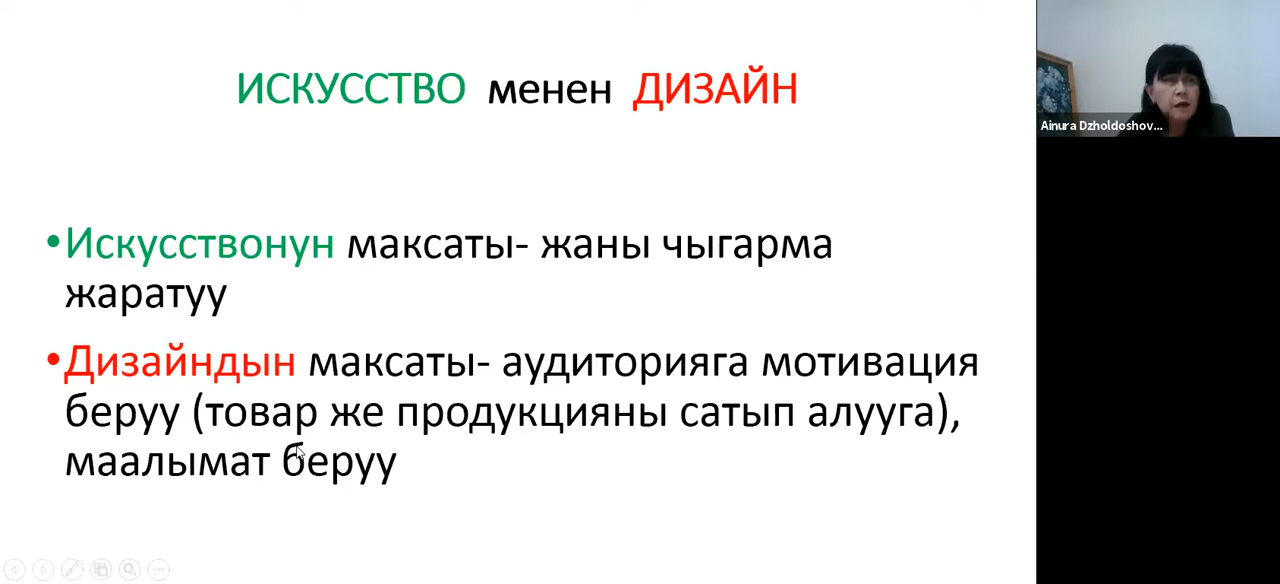 ИСКУССТВО менен ДИЗАЙН
Ainura Dzholdoshov...
•Искусствонун максаты- жаны чыгарма
жаратуу
•Дизайндын максаты- аудиторияга мотивация
беруу (товар же продукцияны сатып алууга),
маалымат беруу